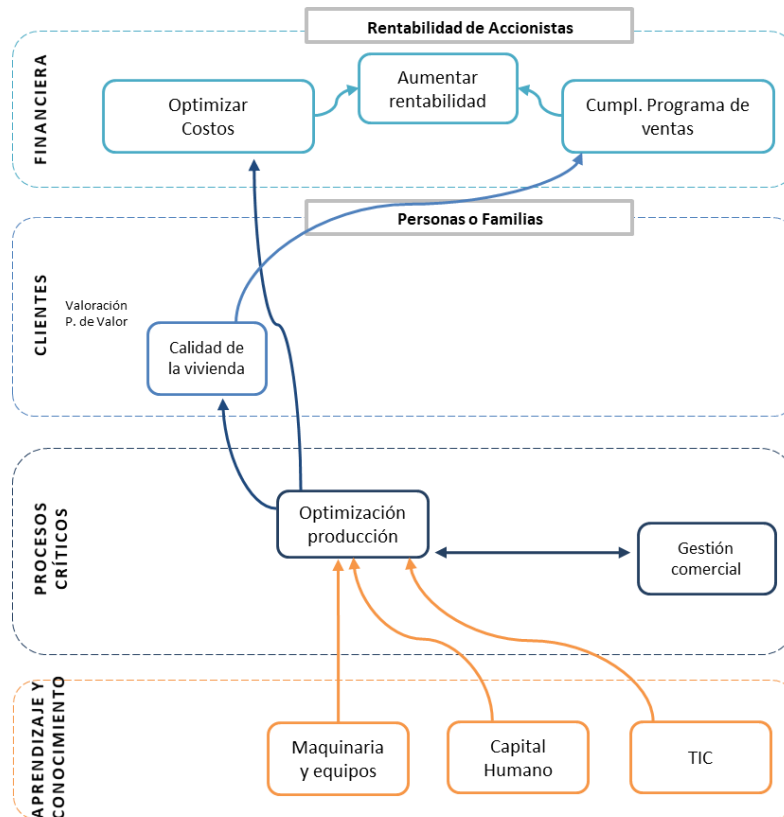 Rentabilidad de Accionistas
FINANCIERA
Optimizar
Costos
Aumentar
rentabilidad
Cumpl. Programa de
ventas
Personas o Familias
CLIENTES
Valoración
P. de Valor
Calidad de
la vivienda
PROCESOS
CRÍTICOS
Optimización
producción
Gestión
comercial
APRENDIZAJE Y
CONOCIMIENTO
Maquinaria
y equipos
Capital
Humano
TIC